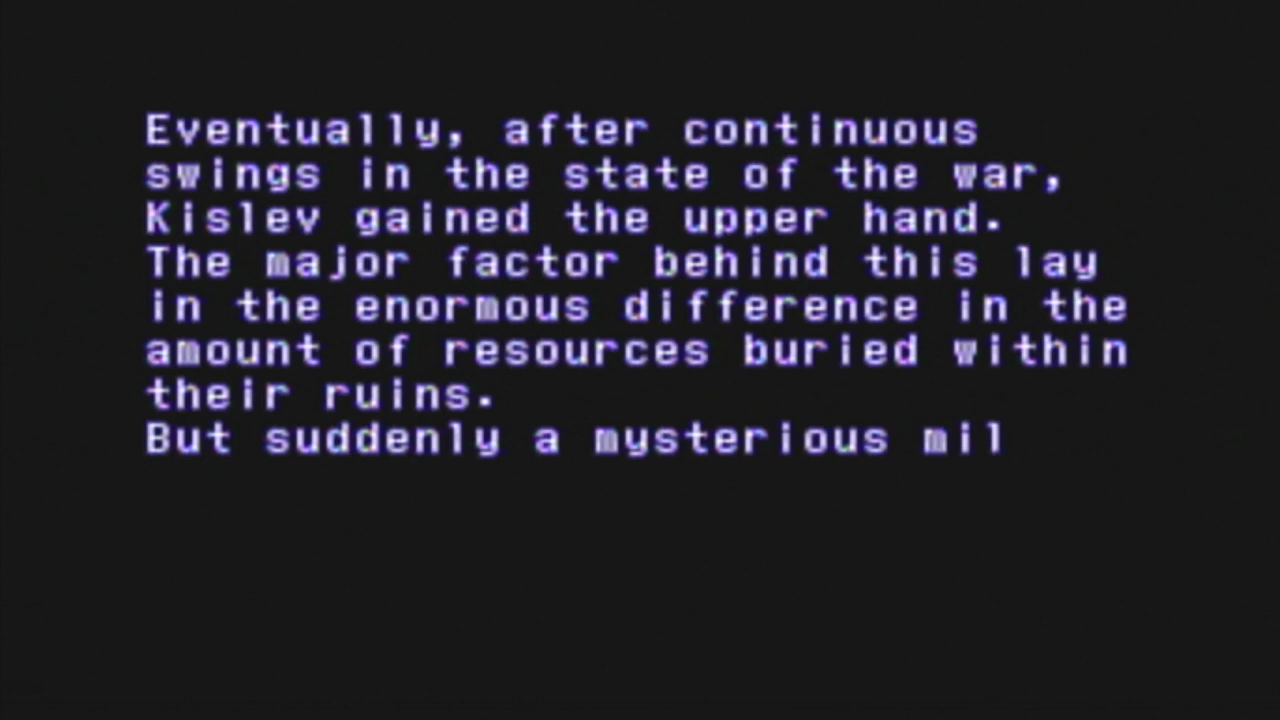 Eventually, after continuous
swings in the state of the war,
Kislev gained the upper hand.
The major factor behind this lay
in the enormous difference in the
amount of resources buried within
their ruins.
But suddenly a mysterious mil